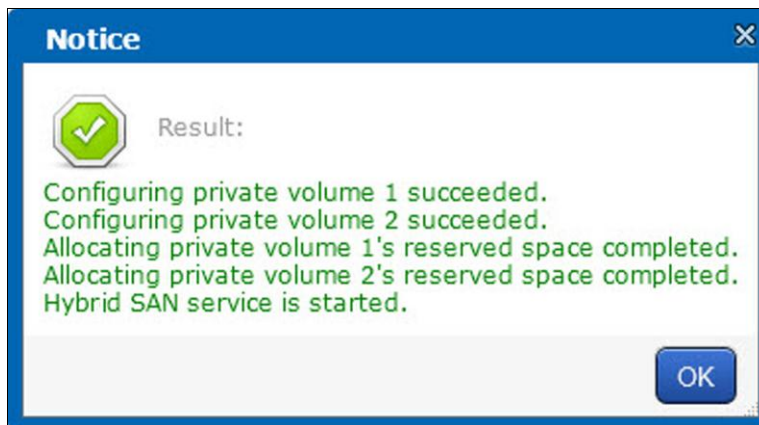 Notice
Result:
Configuring private volume 1 succeeded.
Configuring private volume 2 succeeded.
Allocating private volume 1's reserved space completed.
Allocating private volume 2's reserved space completed.
Hybrid SAN service is started.
OK